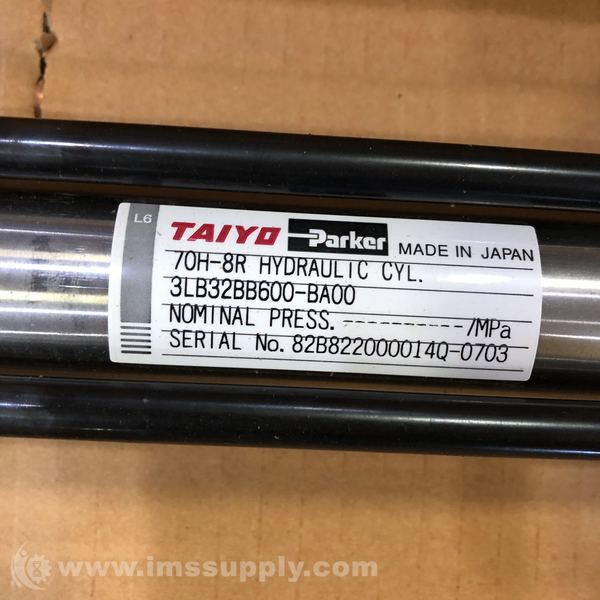 L6
TAIYO Parker MADE IN JAPAN
70H-8R HYDRAULIC CYL.
3LB32BB600-BA00
NOMINAL PRESS. ----------/MPa
SERIAL No. 82B822000014Q-0703
www.imssupply.com